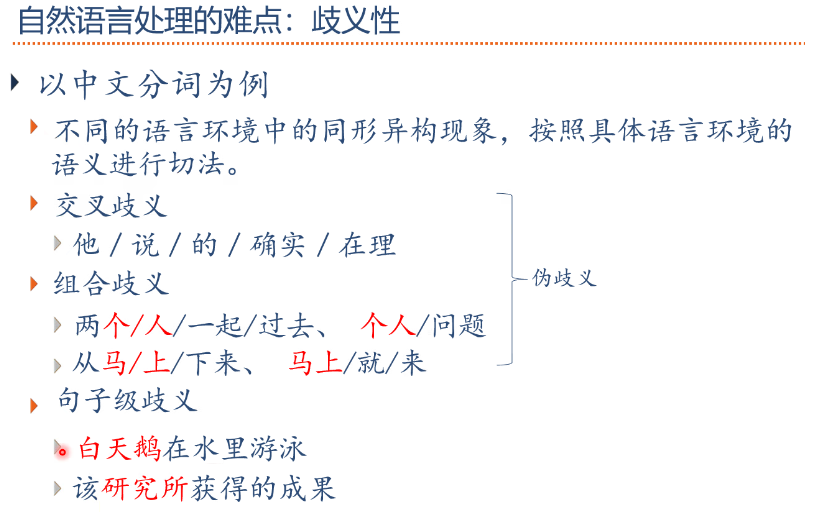 自然语言处理的难点：歧义性
以中文分词为例
不同的语言环境中的同形异构现象，按照具体语言环境的
语义进行切法。
交叉歧义
他 / 说 / 的 / 确实 / 在理
组合歧义
伪歧义
两个/人/一起/过去、 个人/问题
从马/上/下来、 马上/就/来
句子级歧义
白天鹅在水里游泳
该研究所获得的成果